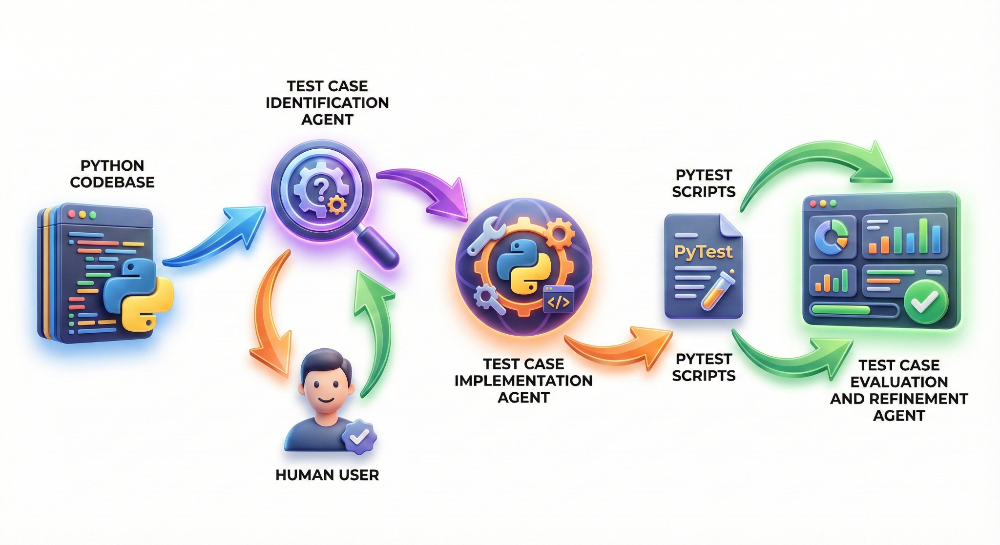 PYTHON
CODEBASE
TEST CASE
IDENTIFICATION
AGENT
?
HUMAN USER
</>
TEST CASE
IMPLEMENTATION
AGENT
PYTEST
SCRIPTS
PyTest
PYTEST
SCRIPTS
TEST CASE
EVALUATION
AND REFINEMENT
AGENT